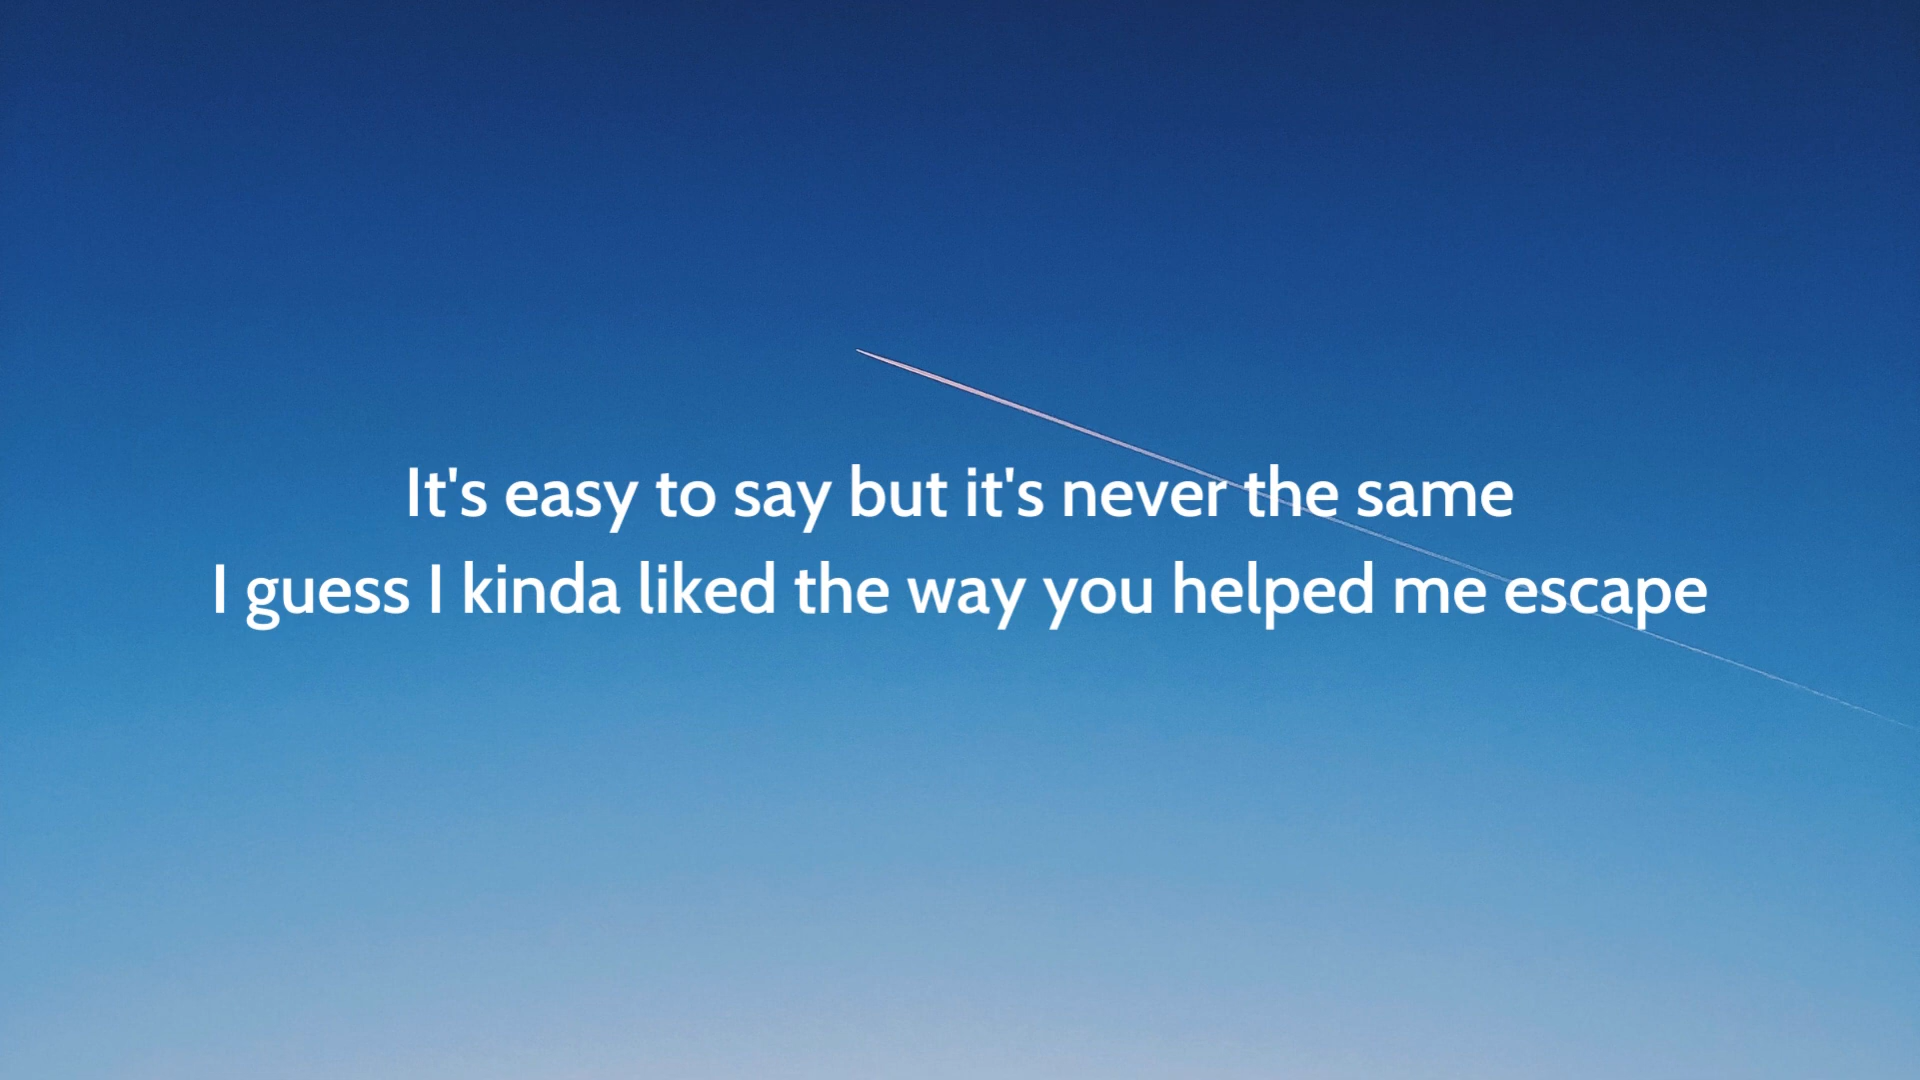 It's easy to say but it's never the same
I guess I kinda liked the way you helped me escape